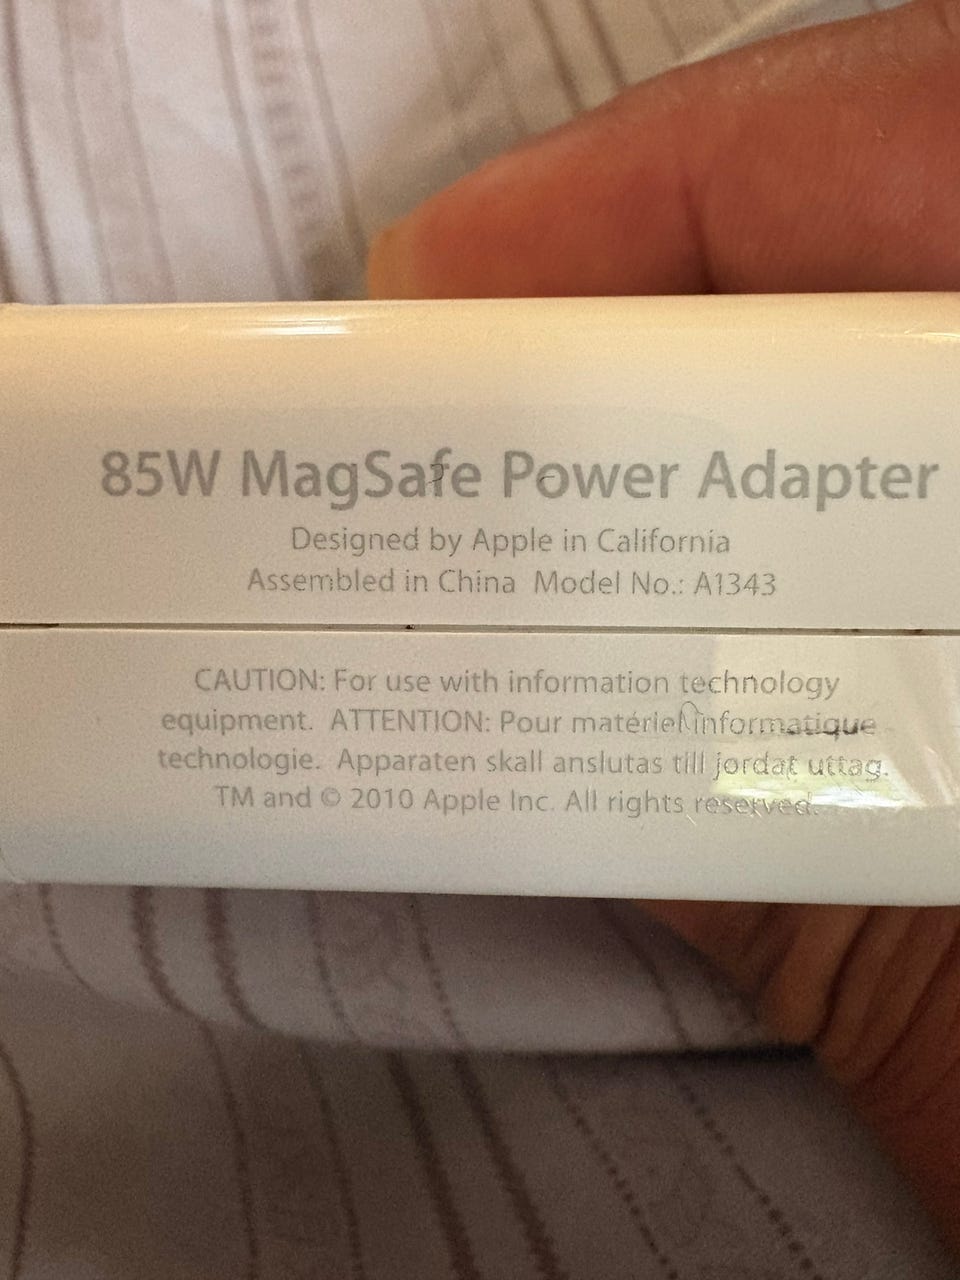 85W MagSafe Power Adapter
Designed by Apple in California
Assembled in China Model No.: A1343
CAUTION: For use with information technology
equipment. ATTENTION: Pour matériel informatique
technologie. Apparaten skall anslutas till jordat uttag.
TM and © 2010 Apple Inc. All rights reserved.